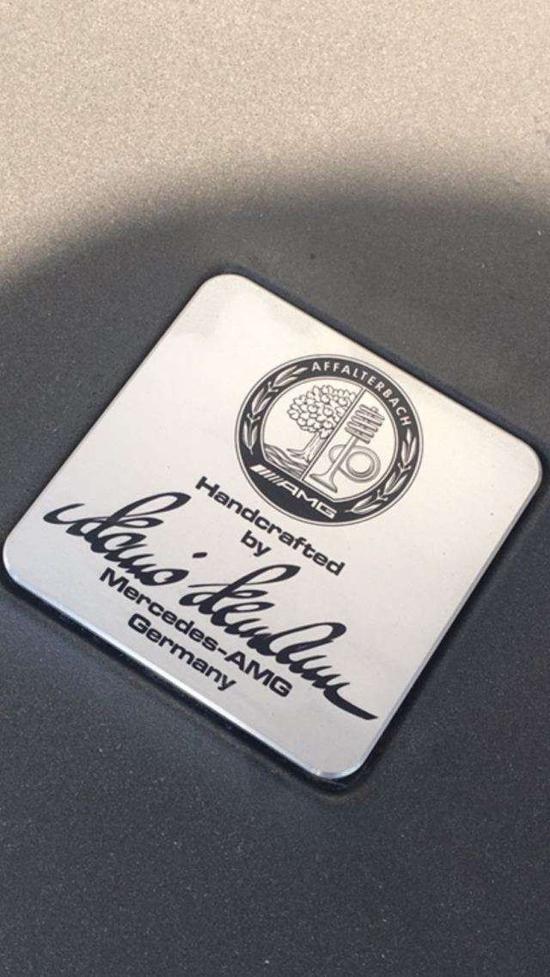 AFFALTERBACH
AMG
Handcrafted
by
Mercedes-AMG
Germany